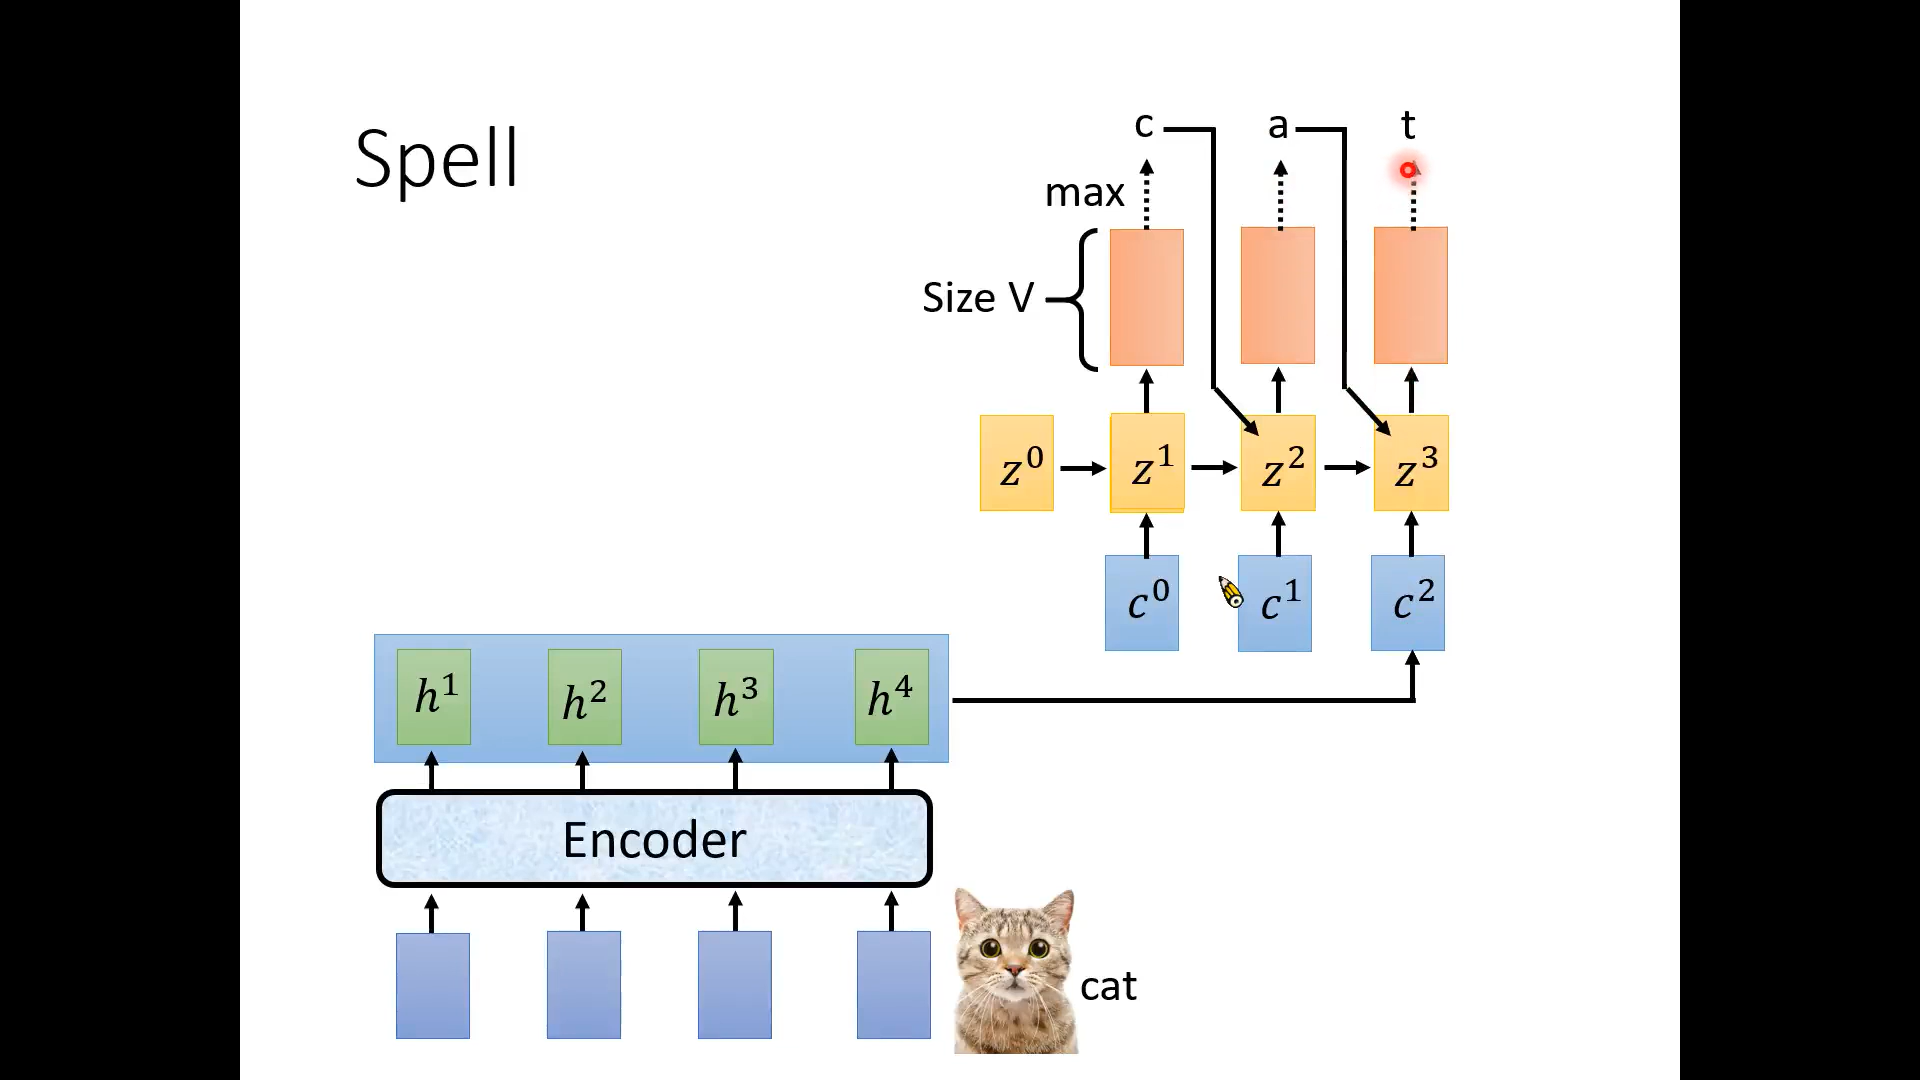 Spell
c a t
max
Size V
z⁰ z¹ z² z³
c⁰ c¹ c²
h¹ h² h³ h⁴
Encoder
cat